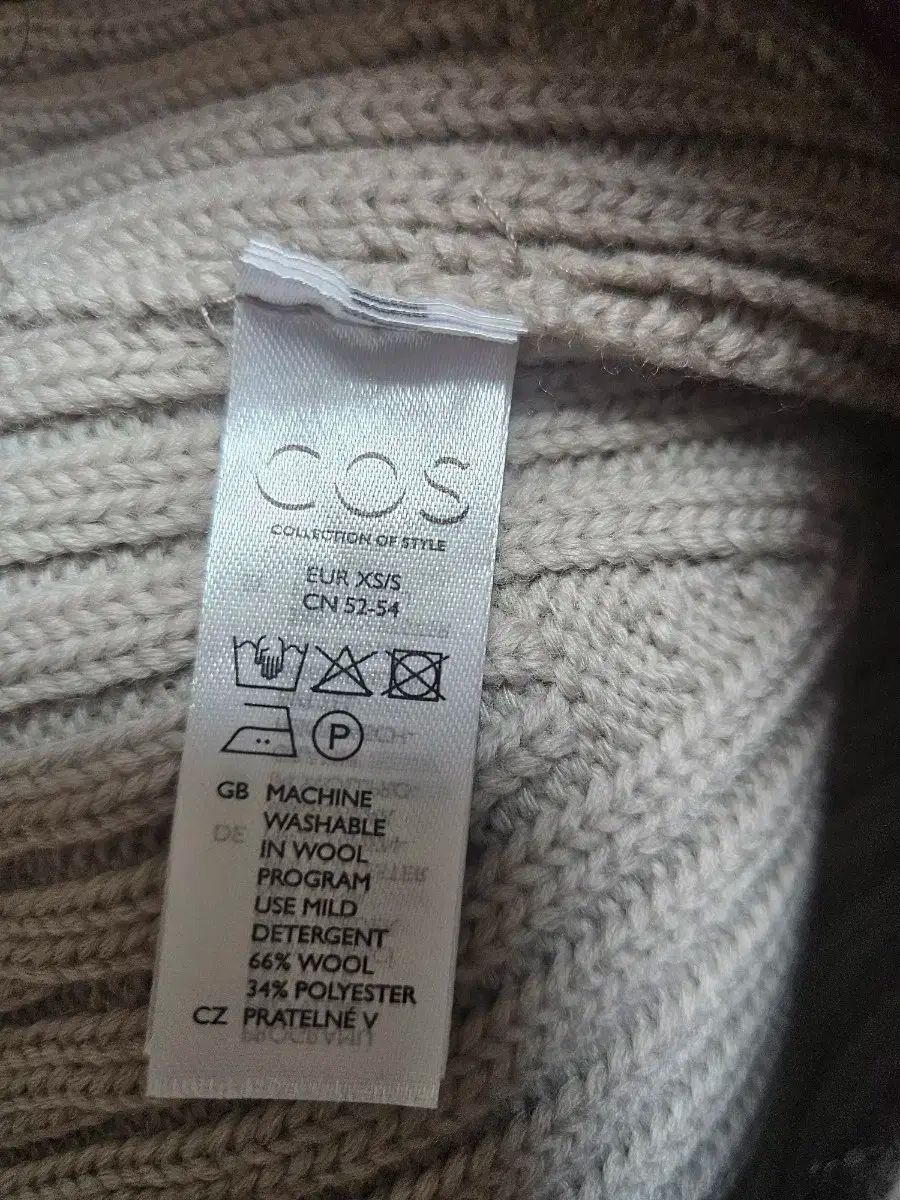 COS
COLLECTION OF STYLE
EUR XS/S
CN 52-54
P
GB MACHINE
WASHABLE
DE IN WOOL
PROGRAM
USE MILD
DETERGENT
66% WOOL
34% POLYESTER
CZ PRATELNÉ V